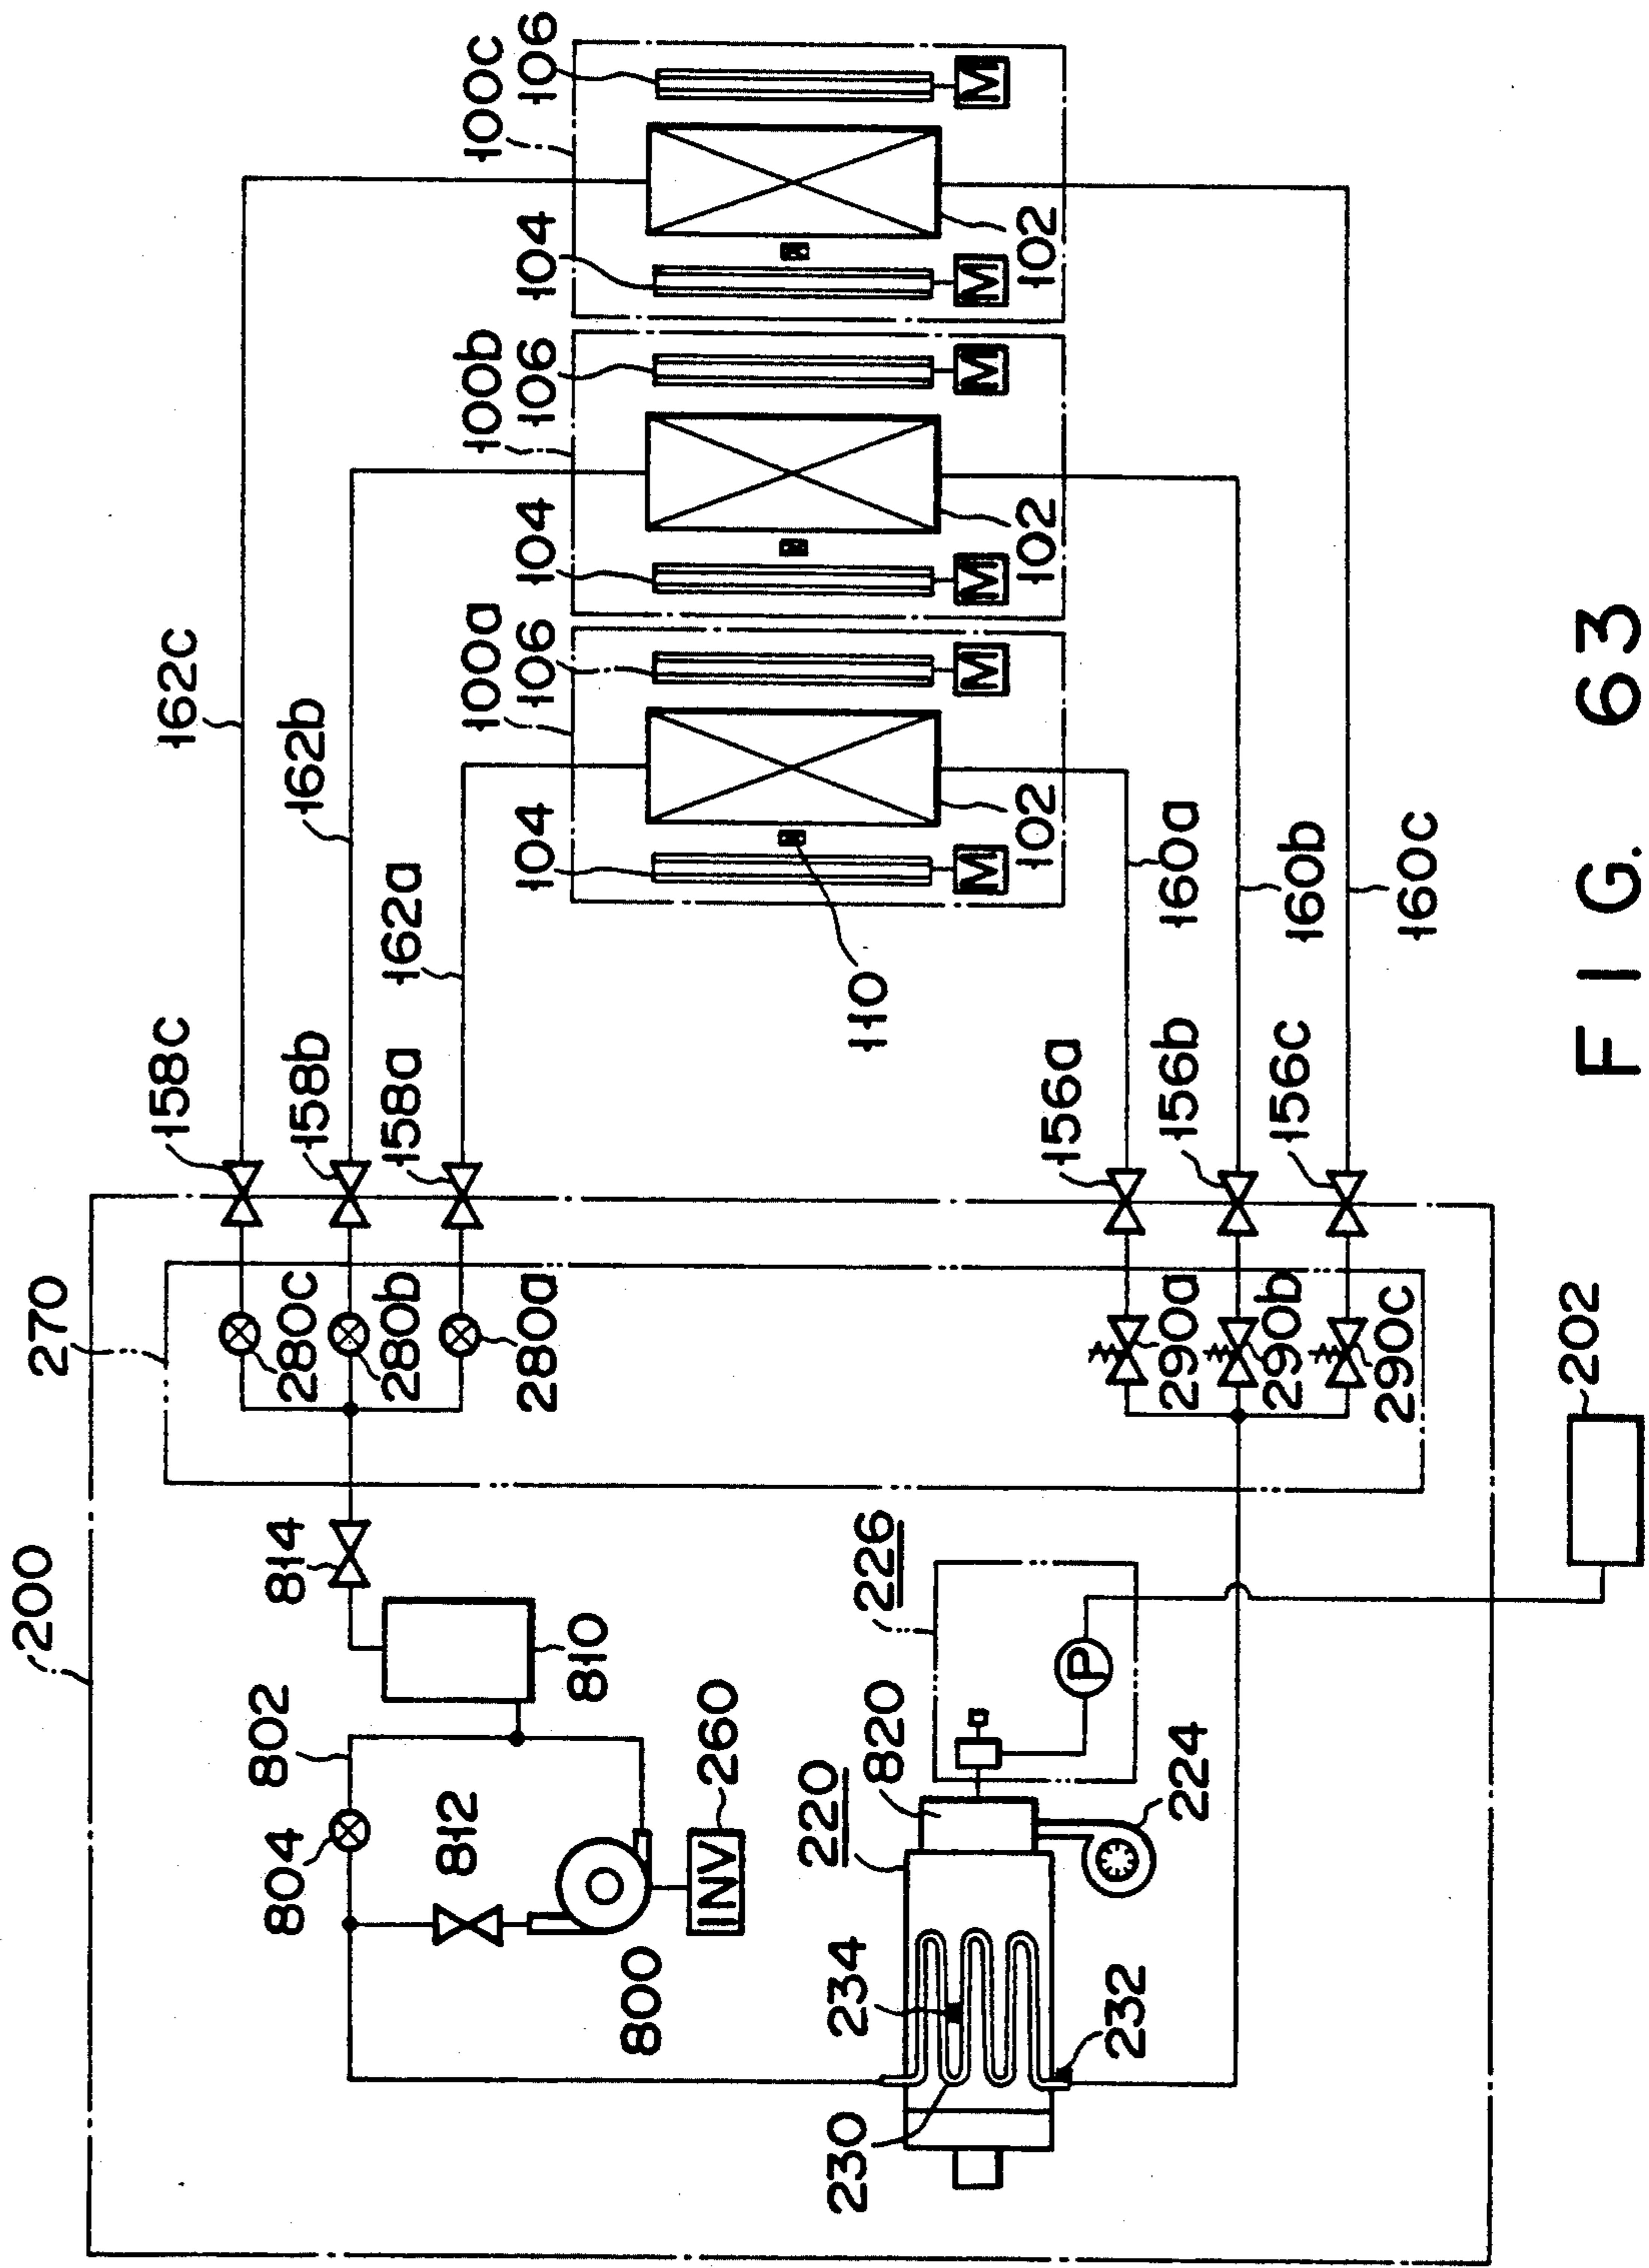 200
270
158c
162c
100c
106
802
814
280c
158b
162b
100b
106
104
804
812
280b
158a
162a
100a
106
104
810
280a
104
260
INV
800
110
M
M
M
M
M
M
102
102
102
234
220
820
226
156a
160a
P
290a
156b
160b
230
232
224
290b
156c
160c
290c
202
FIG. 63